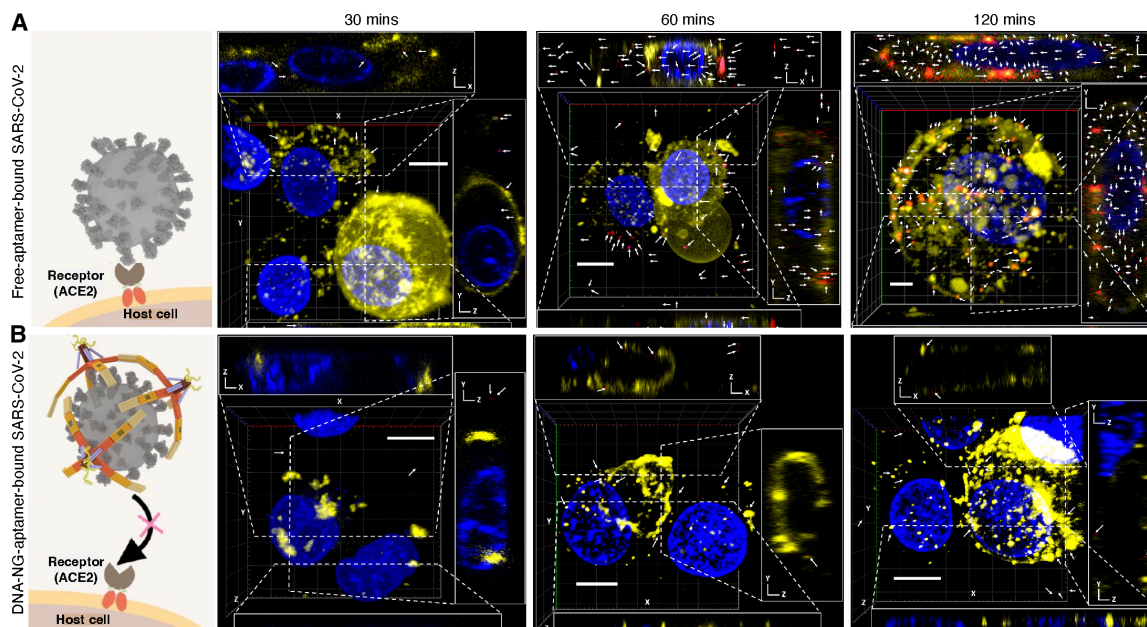 A
30 mins
60 mins
120 mins
Free-aptamer-bound SARS-CoV-2
Receptor
(ACE2)
Host cell
Z
X
X
Y
Y
Z
Z
X
Y
Z
Z
Y
Z
B
DNA-NG-aptamer-bound SARS-CoV-2
Receptor
(ACE2)
Host cell
Z
X
X
Y
Z
Y
Z
Z
X
Y
X
Y
Z
Z
X
Y
X
Y
Z